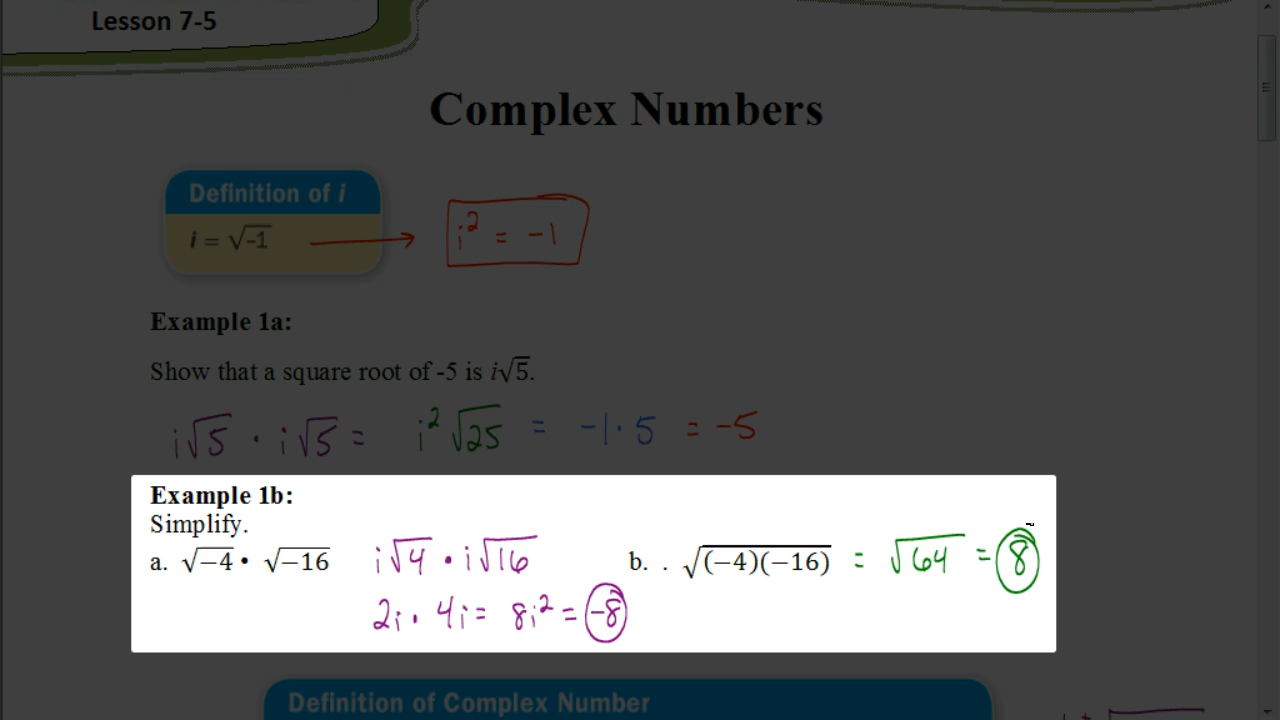 Lesson 7-5
Complex Numbers
Definition of i
i = √-1 → i² = -1
Example 1a:
Show that a square root of -5 is i√5.
i√5 · i√5 = i²√25 = -1·5 = -5
Example 1b:
Simplify.
a. √−4 • √−16 i√4 · i√16
2i · 4i = 8i² = -8
b. . √(−4)(−16) = √64 = 8
Definition of Complex Number